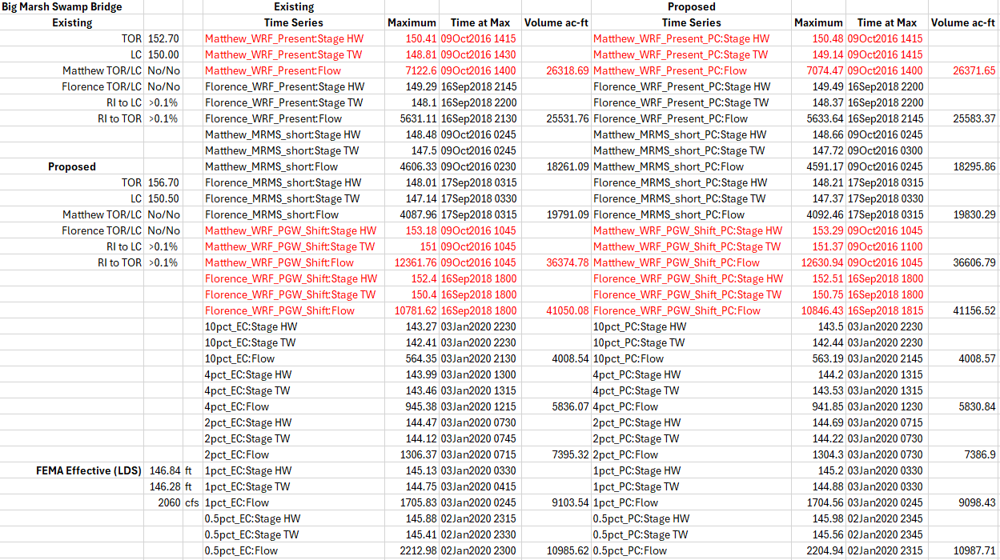 Big Marsh Swamp Bridge Existing Proposed
Existing Time Series Maximum Time at Max Volume ac-ft Time Series Maximum Time at Max Volume ac-ft
TOR 152.70 Matthew_WRF_Present:Stage HW 150.41 09Oct2016 1415 Matthew_WRF_Present_PC:Stage HW 150.48 09Oct2016 1415
LC 150.00 Matthew_WRF_Present:Stage TW 148.81 09Oct2016 1430 Matthew_WRF_Present_PC:Stage TW 149.14 09Oct2016 1415
Matthew TOR/LC No/No Matthew_WRF_Present:Flow 7122.6 09Oct2016 1400 26318.69 Matthew_WRF_Present_PC:Flow 7074.47 09Oct2016 1400 26371.65
Florence TOR/LC No/No Florence_WRF_Present:Stage HW 149.29 16Sep2018 2145 Florence_WRF_Present_PC:Stage HW 149.49 16Sep2018 2200
RI to LC >0.1% Florence_WRF_Present:Stage TW 148.1 16Sep2018 2200 Florence_WRF_Present_PC:Stage TW 148.37 16Sep2018 2200
RI to TOR >0.1% Florence_WRF_Present:Flow 5631.11 16Sep2018 2130 25531.76 Florence_WRF_Present_PC:Flow 5633.64 16Sep2018 2145 25583.37
Matthew_MRMS_short:Stage HW 148.48 09Oct2016 0245 Matthew_MRMS_short_PC:Stage HW 148.66 09Oct2016 0245
Matthew_MRMS_short:Stage TW 147.5 09Oct2016 0245 Matthew_MRMS_short_PC:Stage TW 147.72 09Oct2016 0300
Proposed Matthew_MRMS_short:Flow 4606.33 09Oct2016 0230 18261.09 Matthew_MRMS_short_PC:Flow 4591.17 09Oct2016 0245 18295.86
TOR 156.70 Florence_MRMS_short:Stage HW 148.01 17Sep2018 0315 Florence_MRMS_short_PC:Stage HW 148.21 17Sep2018 0315
LC 150.50 Florence_MRMS_short:Stage TW 147.14 17Sep2018 0330 Florence_MRMS_short_PC:Stage TW 147.37 17Sep2018 0330
Matthew TOR/LC No/No Florence_MRMS_short:Flow 4087.96 17Sep2018 0315 19791.09 Florence_MRMS_short_PC:Flow 4092.46 17Sep2018 0315 19830.29
Florence TOR/LC No/No Matthew_WRF_PGW_Shift:Stage HW 153.18 09Oct2016 1045 Matthew_WRF_PGW_Shift_PC:Stage HW 153.29 09Oct2016 1045
RI to LC >0.1% Matthew_WRF_PGW_Shift:Stage TW 151 09Oct2016 1045 Matthew_WRF_PGW_Shift_PC:Stage TW 151.37 09Oct2016 1100
RI to TOR >0.1% Matthew_WRF_PGW_Shift:Flow 12361.76 09Oct2016 1045 36374.78 Matthew_WRF_PGW_Shift_PC:Flow 12630.94 09Oct2016 1045 36606.79
Florence_WRF_PGW_Shift:Stage HW 152.4 16Sep2018 1800 Florence_WRF_PGW_Shift_PC:Stage HW 152.51 16Sep2018 1800
Florence_WRF_PGW_Shift:Stage TW 150.4 16Sep2018 1800 Florence_WRF_PGW_Shift_PC:Stage TW 150.75 16Sep2018 1800
Florence_WRF_PGW_Shift:Flow 10781.62 16Sep2018 1800 41050.08 Florence_WRF_PGW_Shift_PC:Flow 10846.43 16Sep2018 1815 41156.52
10pct_EC:Stage HW 143.27 03Jan2020 2230 10pct_PC:Stage HW 143.5 03Jan2020 2230
10pct_EC:Stage TW 142.41 03Jan2020 2230 10pct_PC:Stage TW 142.44 03Jan2020 2230
10pct_EC:Flow 564.35 03Jan2020 2130 4008.54 10pct_PC:Flow 563.19 03Jan2020 2145 4008.57
4pct_EC:Stage HW 143.99 03Jan2020 1300 4pct_PC:Stage HW 144.2 03Jan2020 1315
4pct_EC:Stage TW 143.46 03Jan2020 1315 4pct_PC:Stage TW 143.53 03Jan2020 1315
4pct_EC:Flow 945.38 03Jan2020 1215 5836.07 4pct_PC:Flow 941.85 03Jan2020 1230 5830.84
2pct_EC:Stage HW 144.47 03Jan2020 0730 2pct_PC:Stage HW 144.69 03Jan2020 0715
2pct_EC:Stage TW 144.12 03Jan2020 0745 2pct_PC:Stage TW 144.22 03Jan2020 0730
2pct_EC:Flow 1306.37 03Jan2020 0715 7395.32 2pct_PC:Flow 1304.3 03Jan2020 0730 7386.9
FEMA Effective (LDS) 146.84 ft 1pct_EC:Stage HW 145.13 03Jan2020 0330 1pct_PC:Stage HW 145.2 03Jan2020 0330
146.28 ft 1pct_EC:Stage TW 144.75 03Jan2020 0415 1pct_PC:Stage TW 144.88 03Jan2020 0330
2060 cfs 1pct_EC:Flow 1705.83 03Jan2020 0245 9103.54 1pct_PC:Flow 1704.56 03Jan2020 0245 9098.43
0.5pct_EC:Stage HW 145.88 02Jan2020 2315 0.5pct_PC:Stage HW 145.98 02Jan2020 2345
0.5pct_EC:Stage TW 145.41 02Jan2020 2330 0.5pct_PC:Stage TW 145.56 02Jan2020 2345
0.5pct_EC:Flow 2212.98 02Jan2020 2300 10985.62 0.5pct_PC:Flow 2204.94 02Jan2020 2315 10987.71